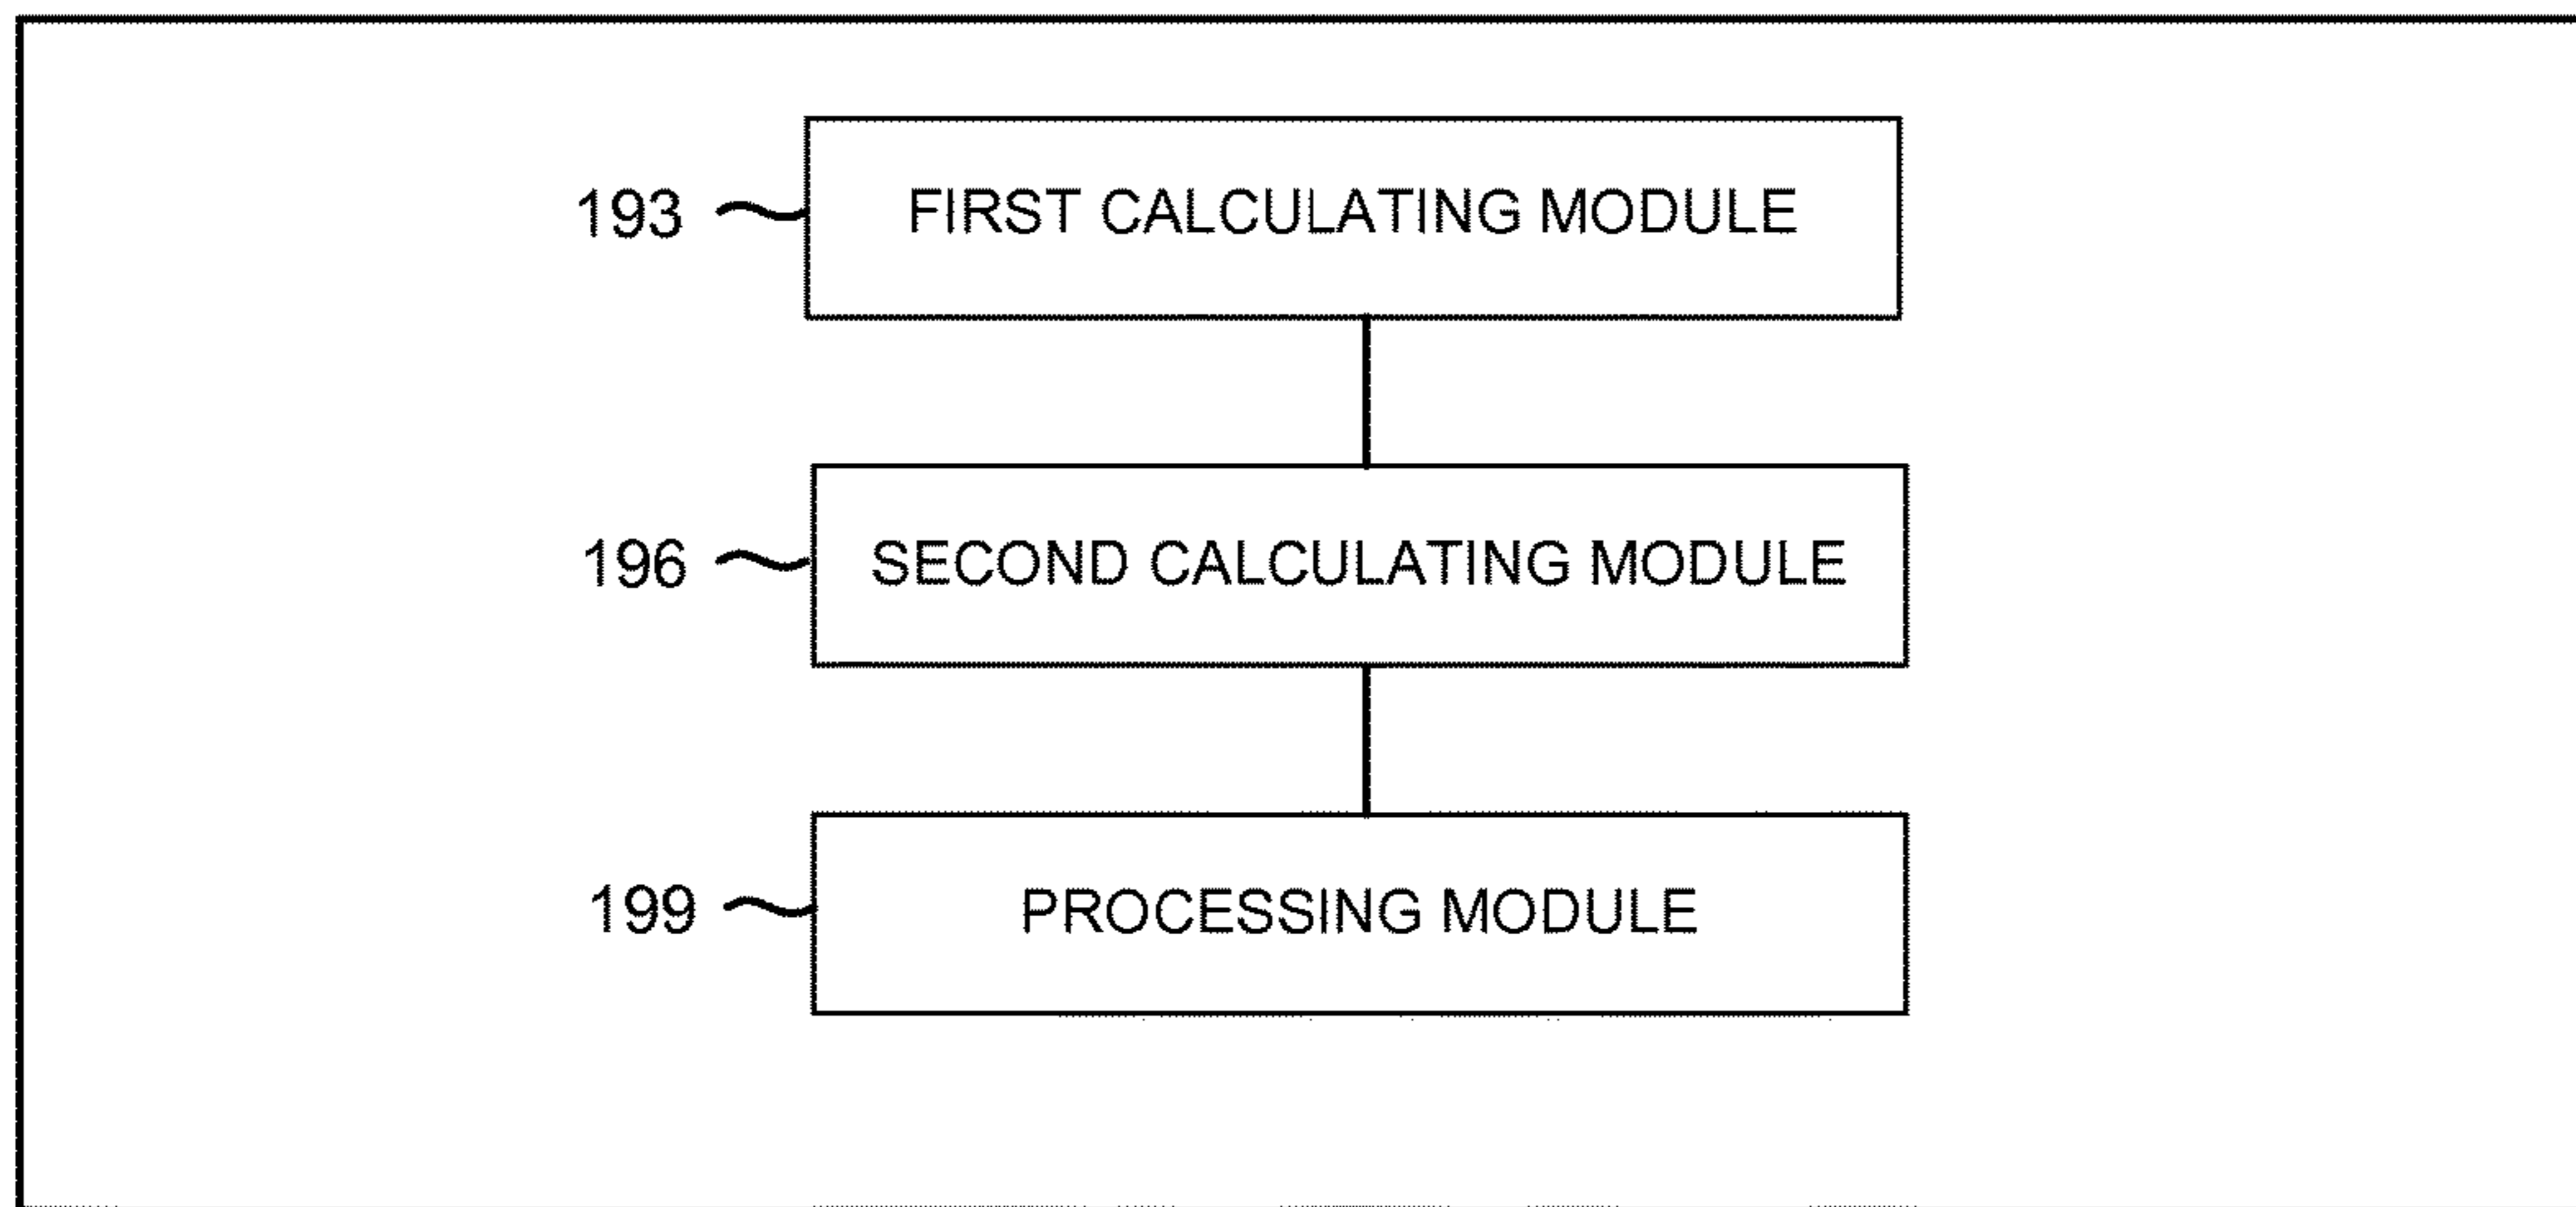 193 FIRST CALCULATING MODULE
196 SECOND CALCULATING MODULE
199 PROCESSING MODULE